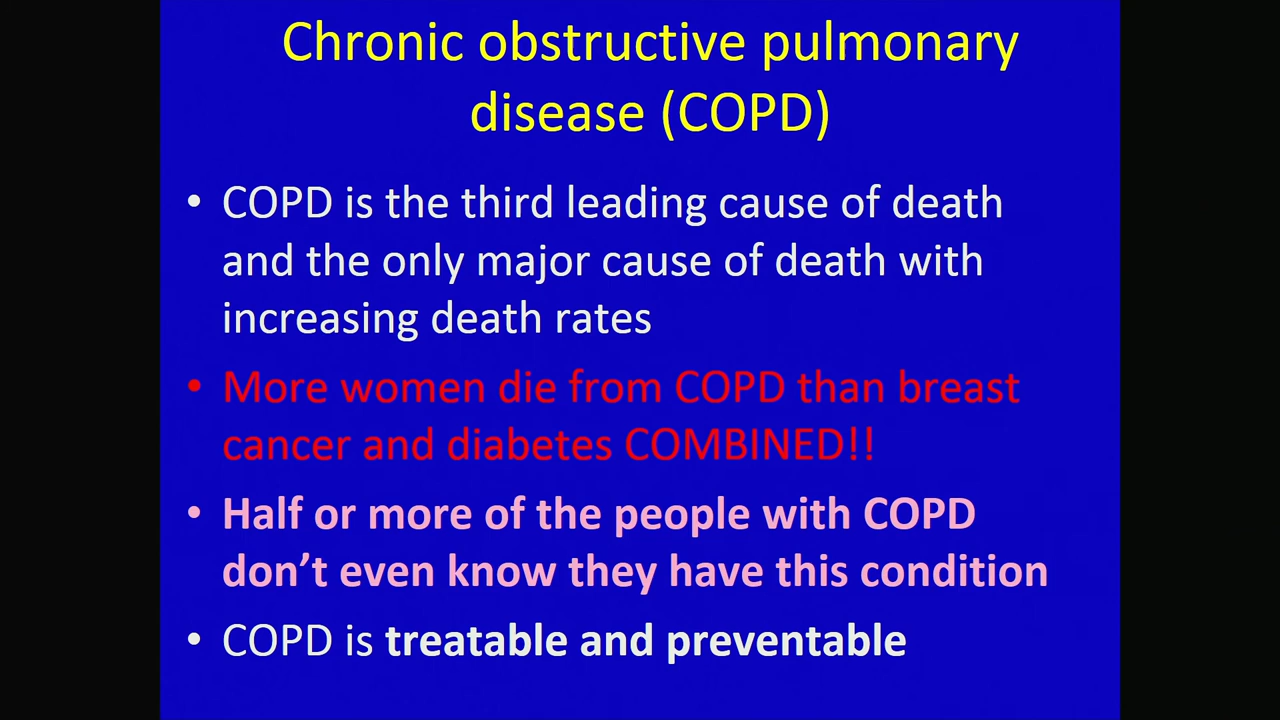 Chronic obstructive pulmonary
disease (COPD)
• COPD is the third leading cause of death
and the only major cause of death with
increasing death rates
• More women die from COPD than breast
cancer and diabetes COMBINED!!
• Half or more of the people with COPD
don’t even know they have this condition
• COPD is treatable and preventable